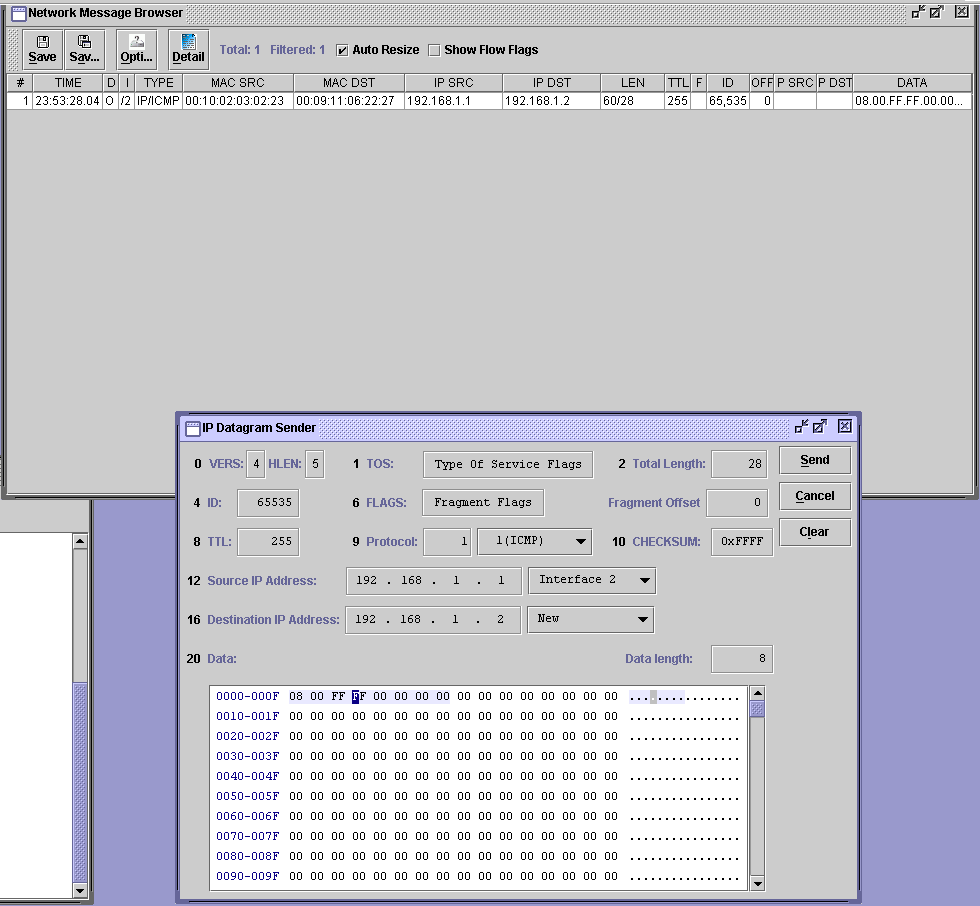 Network Message Browser
Save Sav... Opti... Detail Total: 1 Filtered: 1 Auto Resize Show Flow Flags
# TIME D I TYPE MAC SRC MAC DST IP SRC IP DST LEN TTL F ID OFF P SRC P DST DATA
1 23:53:28.04 O /2 IP/ICMP 00:10:02:03:02:23 00:09:11:06:22:27 192.168.1.1 192.168.1.2 60/28 255 65,535 0 08.00.FF.FF.00.00...
IP Datagram Sender
0 VERS: 4 HLEN: 5 1 TOS: Type Of Service Flags 2 Total Length: 28 Send
4 ID: 65535 6 FLAGS: Fragment Flags Fragment Offset 0 Cancel
8 TTL: 255 9 Protocol: 1 1(ICMP) 10 CHECKSUM: 0xFFFF Clear
12 Source IP Address: 192 . 168 . 1 . 1 Interface 2
16 Destination IP Address: 192 . 168 . 1 . 2 New
20 Data: Data length: 8
0000-000F 08 00 FF FF 00 00 00 00 00 00 00 00 00 00 00 00 ................
0010-001F 00 00 00 00 00 00 00 00 00 00 00 00 00 00 00 00 ................
0020-002F 00 00 00 00 00 00 00 00 00 00 00 00 00 00 00 00 ................
0030-003F 00 00 00 00 00 00 00 00 00 00 00 00 00 00 00 00 ................
0040-004F 00 00 00 00 00 00 00 00 00 00 00 00 00 00 00 00 ................
0050-005F 00 00 00 00 00 00 00 00 00 00 00 00 00 00 00 00 ................
0060-006F 00 00 00 00 00 00 00 00 00 00 00 00 00 00 00 00 ................
0070-007F 00 00 00 00 00 00 00 00 00 00 00 00 00 00 00 00 ................
0080-008F 00 00 00 00 00 00 00 00 00 00 00 00 00 00 00 00 ................
0090-009F 00 00 00 00 00 00 00 00 00 00 00 00 00 00 00 00 ................